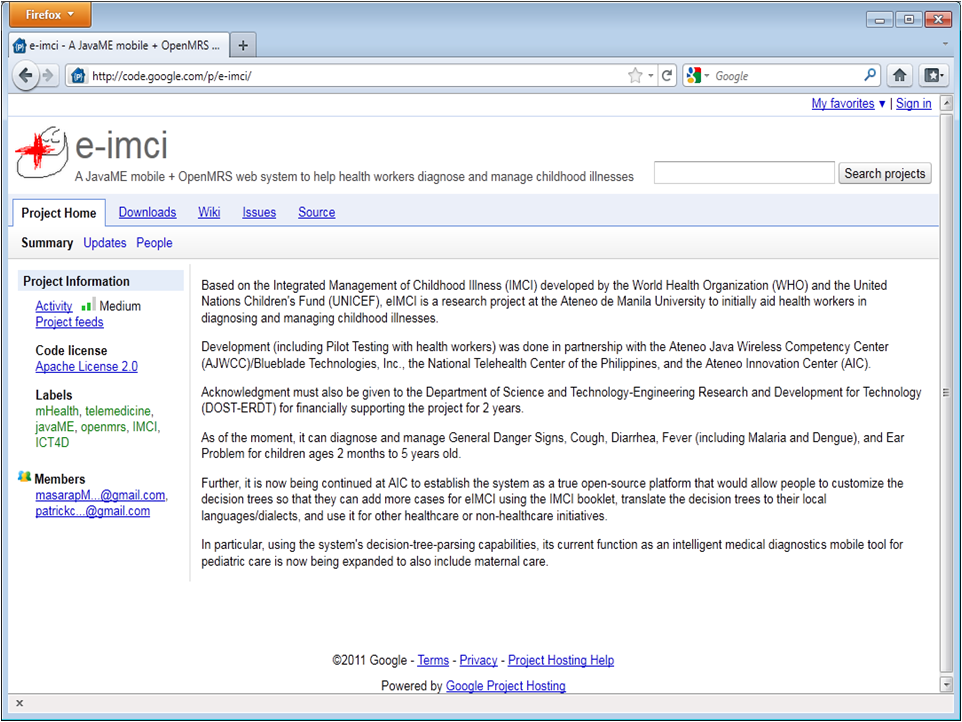 Firefox
e-imci - A JavaME mobile + OpenMRS ...
http://code.google.com/p/e-imci/
Google
My favorites ▼ | Sign in
e-imci
A JavaME mobile + OpenMRS web system to help health workers diagnose and manage childhood illnesses
Search projects
Project Home Downloads Wiki Issues Source
Summary Updates People
Project Information
Activity Medium
Project feeds
Code license
Apache License 2.0
Labels
mHealth, telemedicine,
javaME, openmrs, IMCI,
ICT4D
Members
masarapM...@gmail.com,
patrickc...@gmail.com
Based on the Integrated Management of Childhood Illness (IMCI) developed by the World Health Organization (WHO) and the United
Nations Children's Fund (UNICEF), eIMCI is a research project at the Ateneo de Manila University to initially aid health workers in
diagnosing and managing childhood illnesses.
Development (including Pilot Testing with health workers) was done in partnership with the Ateneo Java Wireless Competency Center
(AJWCC)/Blueblade Technologies, Inc., the National Telehealth Center of the Philippines, and the Ateneo Innovation Center (AIC).
Acknowledgment must also be given to the Department of Science and Technology-Engineering Research and Development for Technology
(DOST-ERDT) for financially supporting the project for 2 years.
As of the moment, it can diagnose and manage General Danger Signs, Cough, Diarrhea, Fever (including Malaria and Dengue), and Ear
Problem for children ages 2 months to 5 years old.
Further, it is now being continued at AIC to establish the system as a true open-source platform that would allow people to customize the
decision trees so that they can add more cases for eIMCI using the IMCI booklet, translate the decision trees to their local
languages/dialects, and use it for other healthcare or non-healthcare initiatives.
In particular, using the system's decision-tree-parsing capabilities, its current function as an intelligent medical diagnostics mobile tool for
pediatric care is now being expanded to also include maternal care.
©2011 Google - Terms - Privacy - Project Hosting Help
Powered by Google Project Hosting